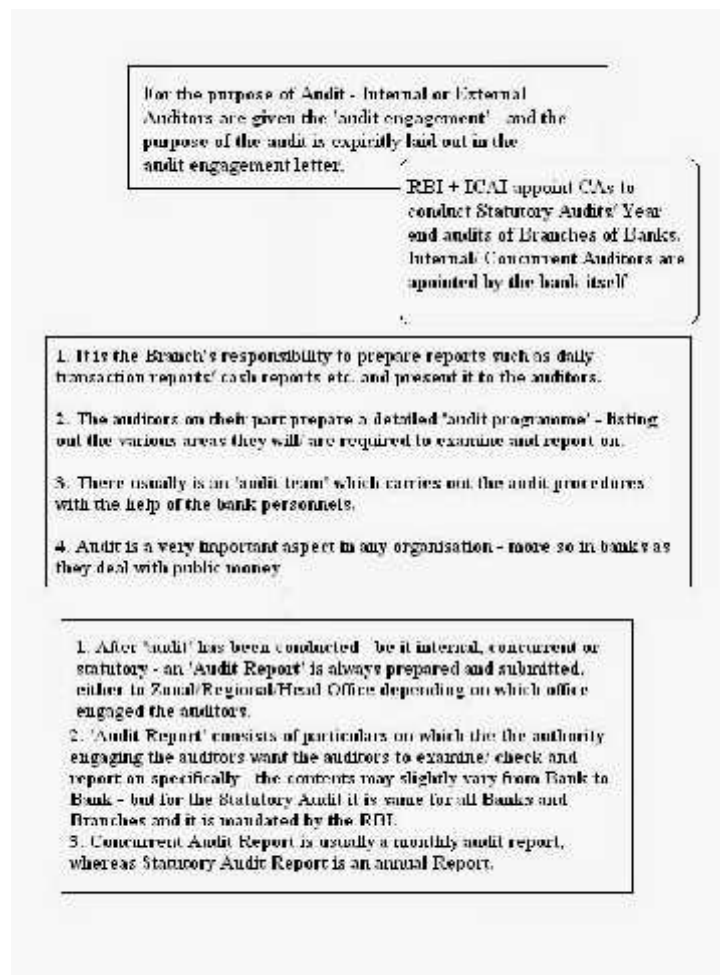 For the purpose of Audit - Internal or External
Auditors are given the 'audit engagement' - and the
purpose of the audit is expicitly laid out in the
audit engagement letter.
RBI + ICAI appoint CAs to
conduct Statutory Audits/ Year
end audits of Branches of Banks.
Internal/ Concurrent Auditors are
apointed by the bank itself
1. It is the Branch's responsibility to prepare reports such as daily
transaction reports/ cash reports etc. and present it to the auditors.
2. The auditors on their part prepare a detailed 'audit programme' - listing
out the various areas they will/ are required to examine and report on.
3. There usually is an 'audit team' which carries out the audit procedures
with the help of the bank personnels.
4. Audit is a very important aspect in any organisation - more so in banks as
they deal with public money
1. After 'audit' has been conducted - be it internal, concurrent or
statutory - an 'Audit Report' is always prepared and submitted,
either to Zonal/Regional/Head Office depending on which office
engaged the auditors.
2. 'Audit Report' consists of particulars on which the the authority
engaging the auditors want the auditors to examine/ check and
report on specifically - the contents may slightly vary from Bank to
Bank - but for the Statutory Audit it is same for all Banks and
Branches and it is mandated by the RBI.
3. Concurrent Audit Report is usually a monthly audit report,
whereas Statutory Audit Report is an annual Report.